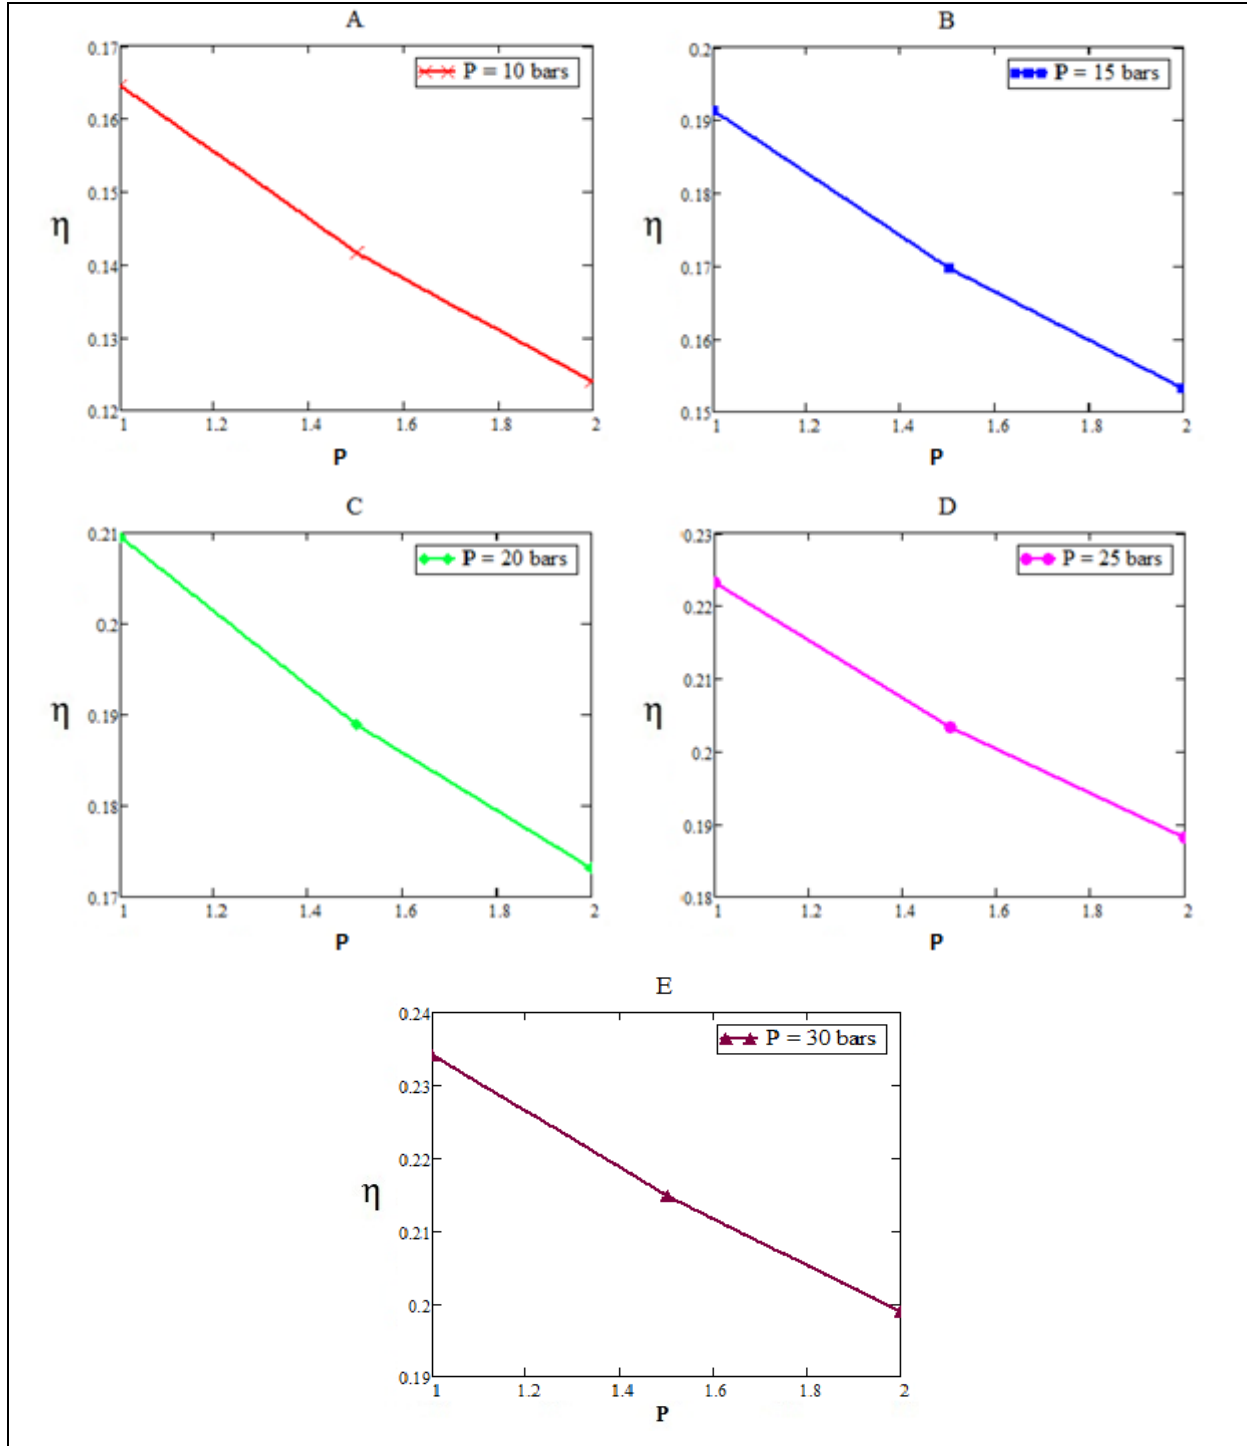 A
0.17
0.16
0.15
0.14
0.13
0.12
η
P = 10 bars
1 1.2 1.4 1.6 1.8 2
P
B
0.2
0.19
0.18
0.17
0.16
0.15
η
P = 15 bars
1 1.2 1.4 1.6 1.8 2
P
C
0.21
0.2
0.19
0.18
0.17
η
P = 20 bars
1 1.2 1.4 1.6 1.8 2
P
D
0.23
0.22
0.21
0.2
0.19
0.18
η
P = 25 bars
1 1.2 1.4 1.6 1.8 2
P
E
0.24
0.23
0.22
0.21
0.2
0.19
η
P = 30 bars
1 1.2 1.4 1.6 1.8 2
P